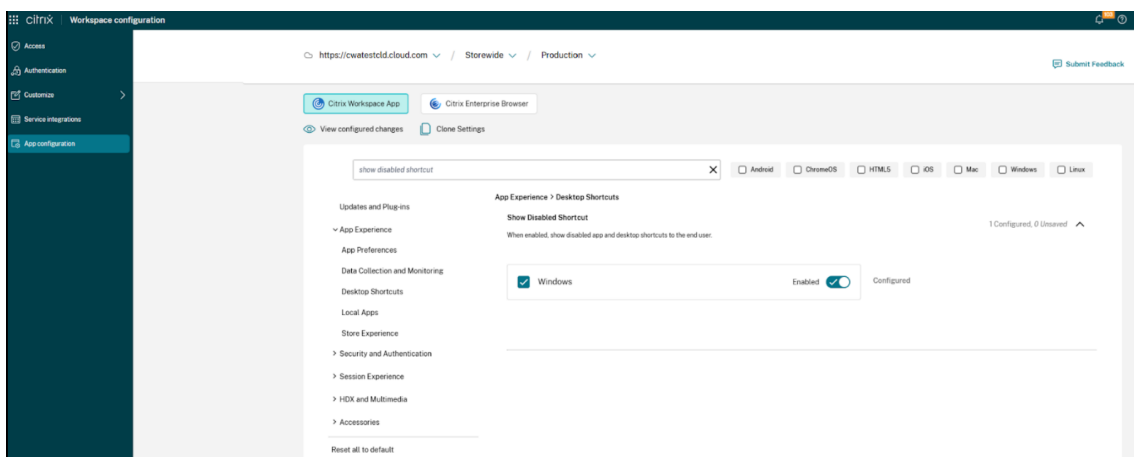 citrix | Workspace configuration
Access
Authentication
Customize
Service integrations
App configuration
https://cwatestcld.cloud.com / Storewide / Production
Submit Feedback
Citrix Workspace App
Citrix Enterprise Browser
View configured changes
Clone Settings
show disabled shortcut
Android
ChromeOS
HTML5
iOS
Mac
Windows
Linux
Updates and Plug-ins
App Experience
App Preferences
Data Collection and Monitoring
Desktop Shortcuts
Local Apps
Store Experience
Security and Authentication
Session Experience
HDX and Multimedia
Accessories
Reset all to default
App Experience > Desktop Shortcuts
Show Disabled Shortcut
When enabled, show disabled app and desktop shortcuts to the end user.
1 Configured, 0 Unsaved
Windows
Enabled
Configured